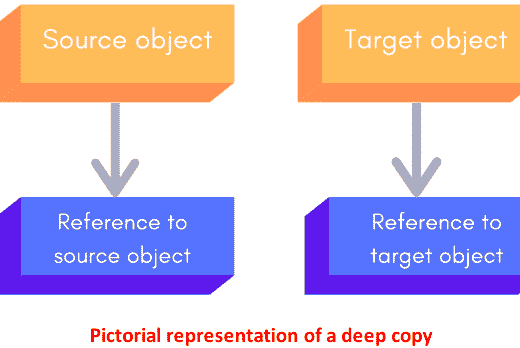 Source object
Target object
Reference to
source object
Reference to
target object
Pictorial representation of a deep copy